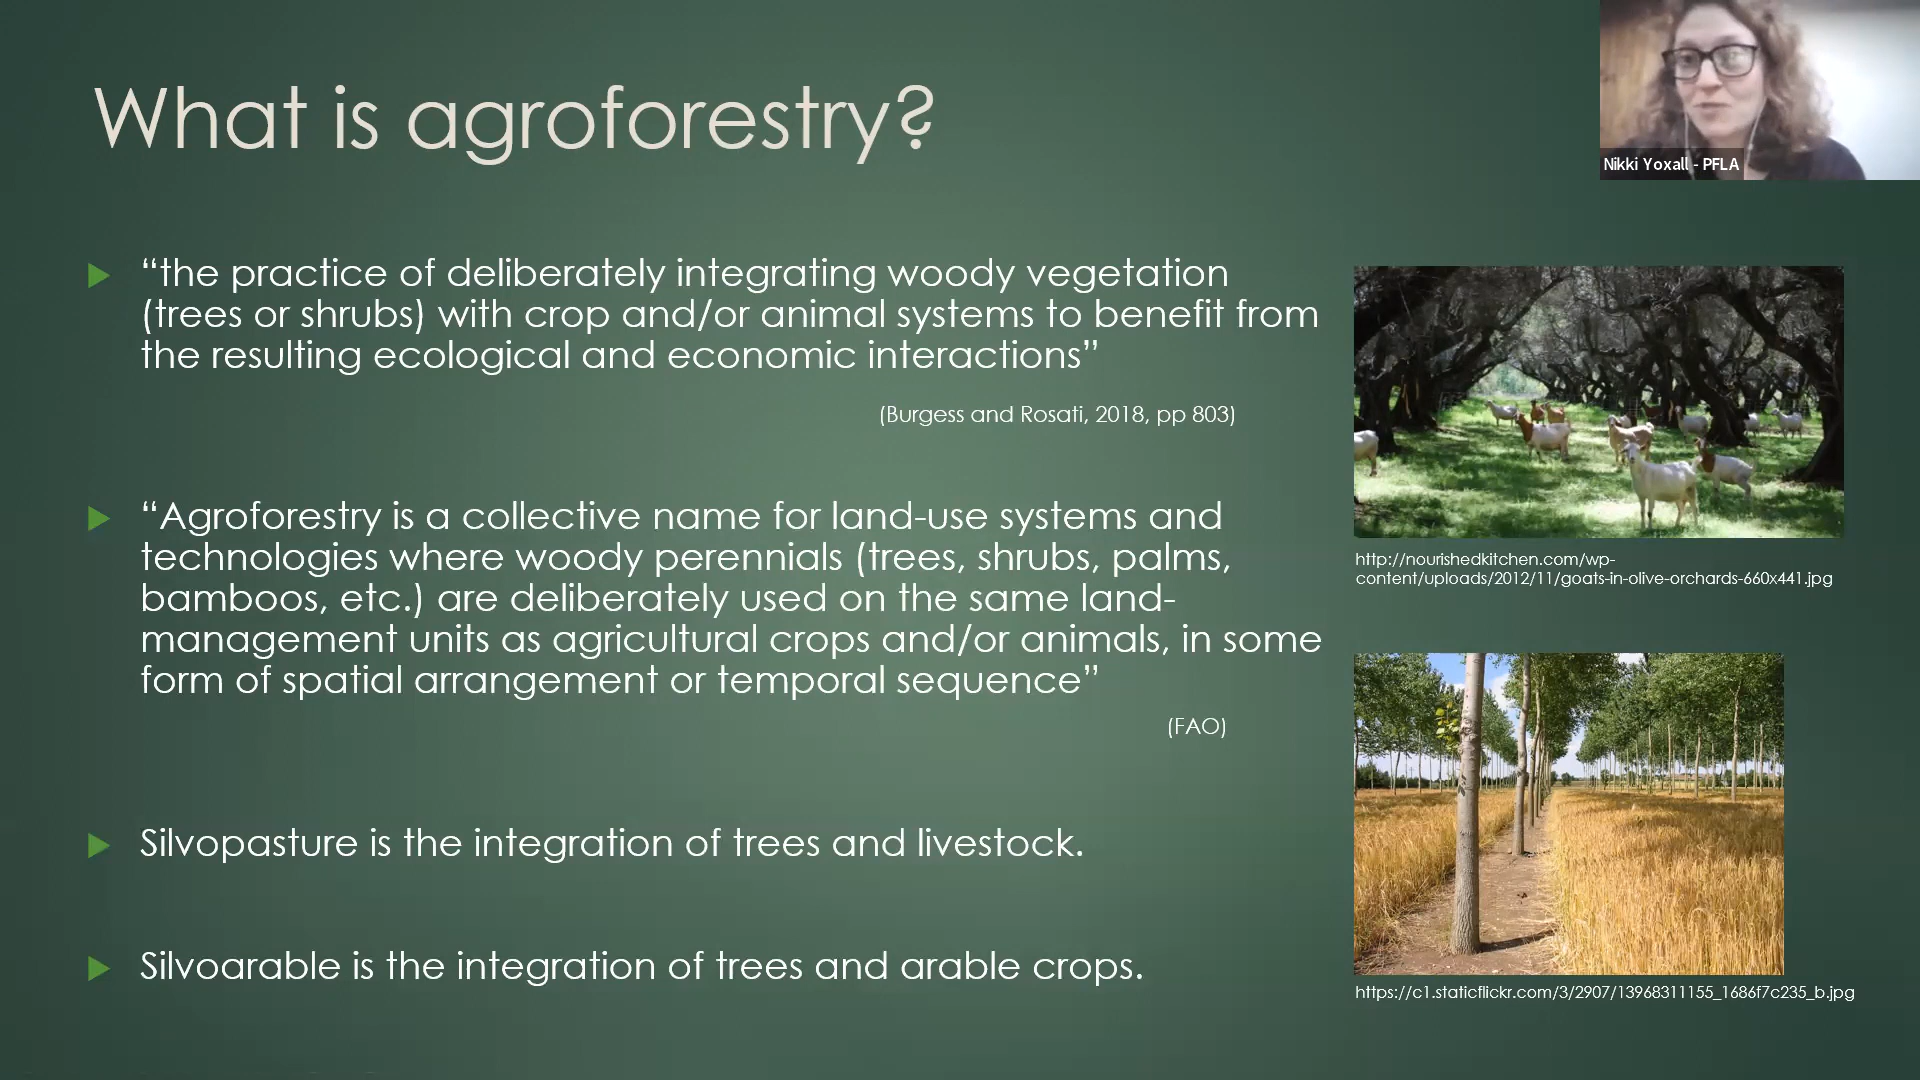 What is agroforestry?
Nikki Yoxall - PFLA
“the practice of deliberately integrating woody vegetation
(trees or shrubs) with crop and/or animal systems to benefit from
the resulting ecological and economic interactions”
(Burgess and Rosati, 2018, pp 803)
“Agroforestry is a collective name for land-use systems and
technologies where woody perennials (trees, shrubs, palms,
bamboos, etc.) are deliberately used on the same land-
management units as agricultural crops and/or animals, in some
form of spatial arrangement or temporal sequence”
(FAO)
Silvopasture is the integration of trees and livestock.
Silvoarable is the integration of trees and arable crops.
http://nourishedkitchen.com/wp-
content/uploads/2012/11/goats-in-olive-orchards-660x441.jpg
https://c1.staticflickr.com/3/2907/13968311155_1686f7c235_b.jpg